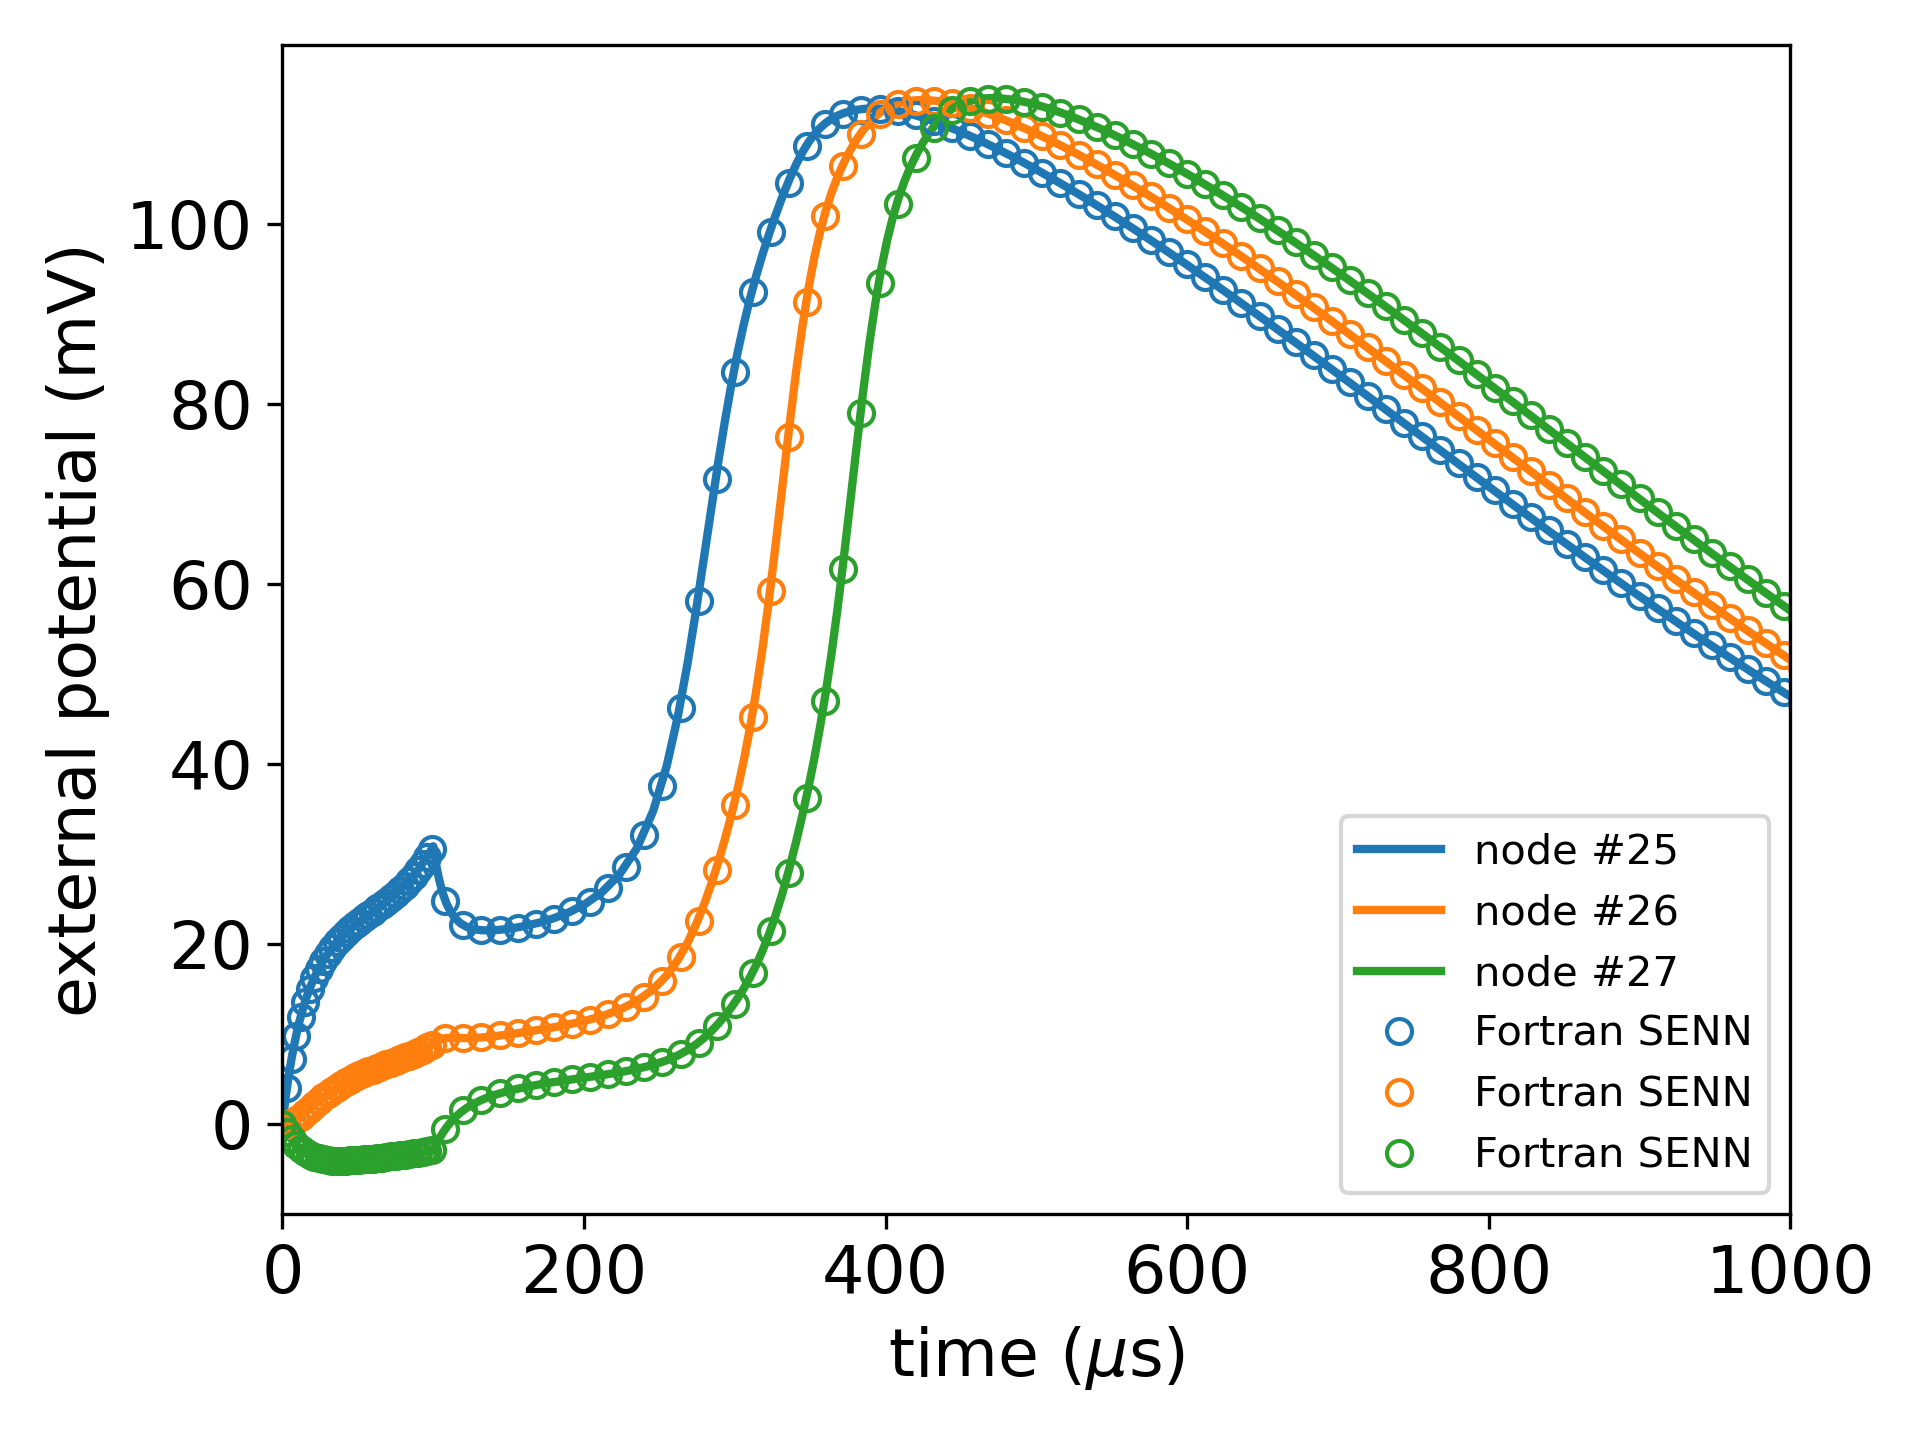 external potential (mV)
100
80
60
40
20
0
0 200 400 600 800 1000
time (μs)
node #25
node #26
node #27
Fortran SENN
Fortran SENN
Fortran SENN